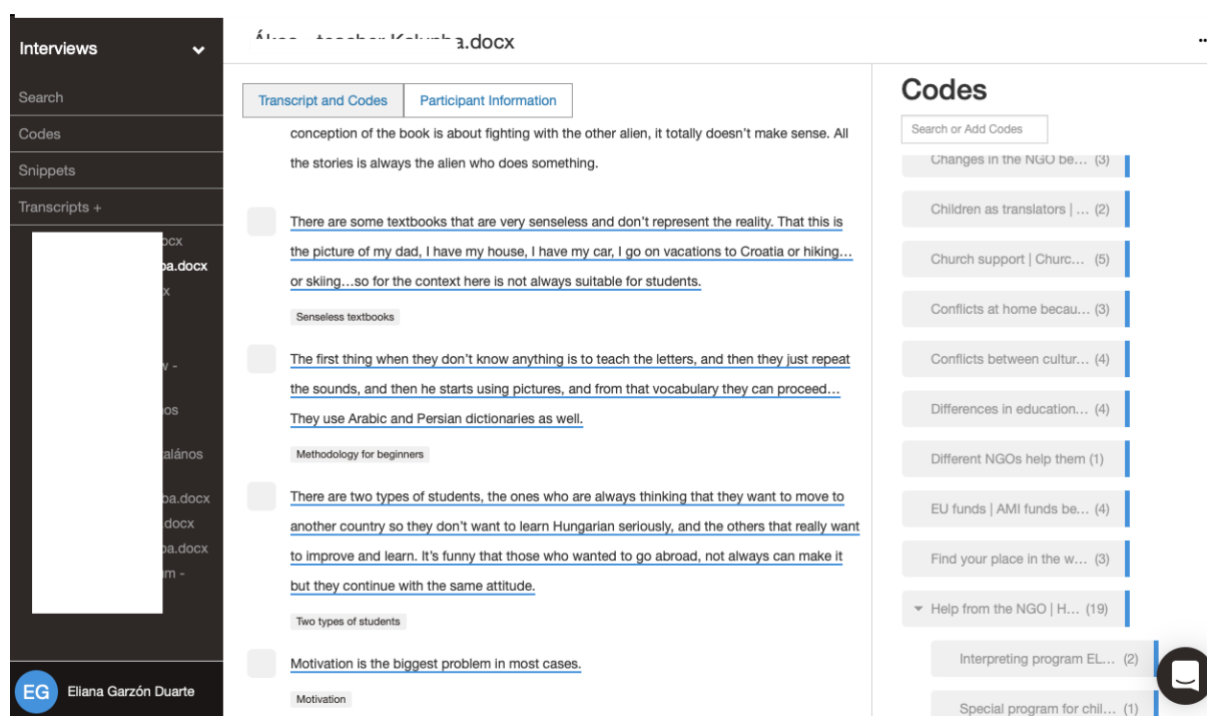 Interviews
Search
Codes
Snippets
Transcripts +
ocx
ba.docx
x
w -
os
alános
ba.docx
docx
ba.docx
m -
EG Eliana Garzón Duarte
a.docx
...
Transcript and Codes
Participant Information
conception of the book is about fighting with the other alien, it totally doesn't make sense. All
the stories is always the alien who does something.
There are some textbooks that are very senseless and don't represent the reality. That this is
the picture of my dad, I have my house, I have my car, I go on vacations to Croatia or hiking…
or skiing…so for the context here is not always suitable for students.
Senseless textbooks
The first thing when they don't know anything is to teach the letters, and then they just repeat
the sounds, and then he starts using pictures, and from that vocabulary they can proceed…
They use Arabic and Persian dictionaries as well.
Methodology for beginners
There are two types of students, the ones who are always thinking that they want to move to
another country so they don't want to learn Hungarian seriously, and the others that really want
to improve and learn. It's funny that those who wanted to go abroad, not always can make it
but they continue with the same attitude.
Two types of students
Motivation is the biggest problem in most cases.
Motivation
Codes
Search or Add Codes
Changes in the NGO be... (3)
Children as translators | ... (2)
Church support | Churc... (5)
Conflicts at home becau... (3)
Conflicts between cultur... (4)
Differences in education... (4)
Different NGOs help them (1)
EU funds | AMI funds be... (4)
Find your place in the w... (3)
Help from the NGO | H... (19)
Interpreting program EL... (2)
Special program for chil... (1)